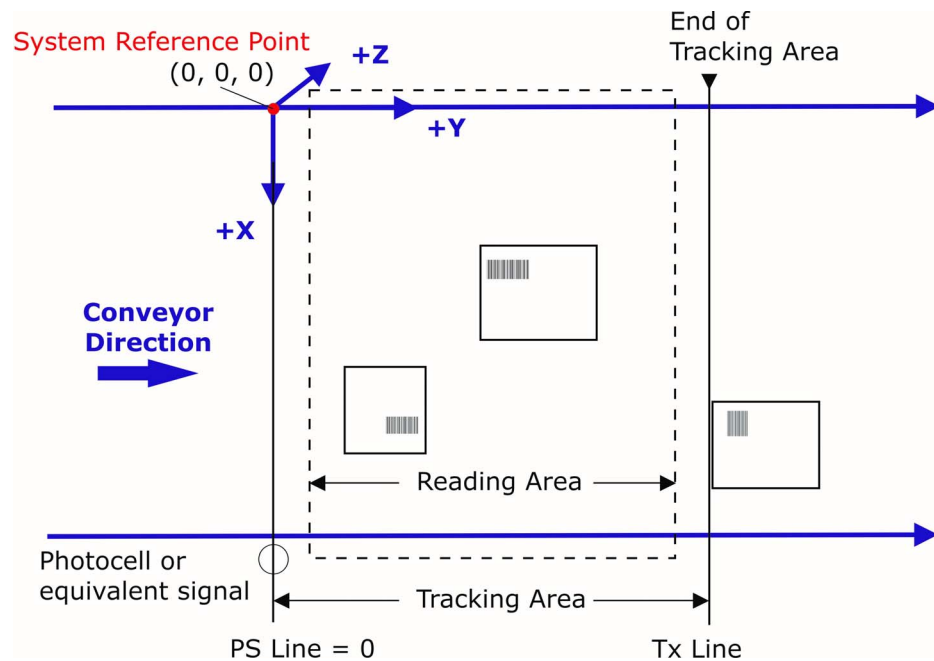 End of
Tracking Area
System Reference Point
(0, 0, 0)
+Z
+Y
+X
Conveyor
Direction
Reading Area
Photocell or
equivalent signal
Tracking Area
PS Line = 0
Tx Line